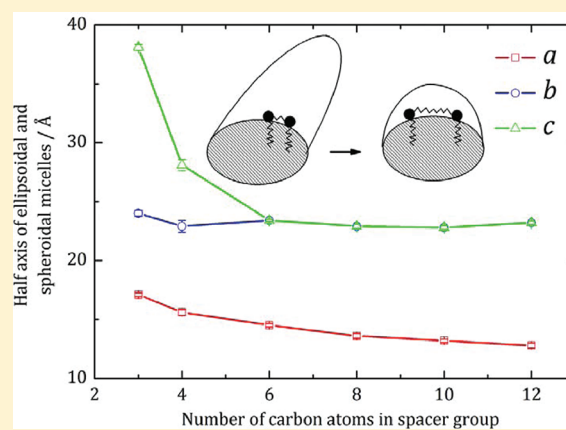 Half axis of ellipsoidal and
spheroidal micelles / Å
40
30
20
10
a
b
c
2
4
6
8
10
12
Number of carbon atoms in spacer group